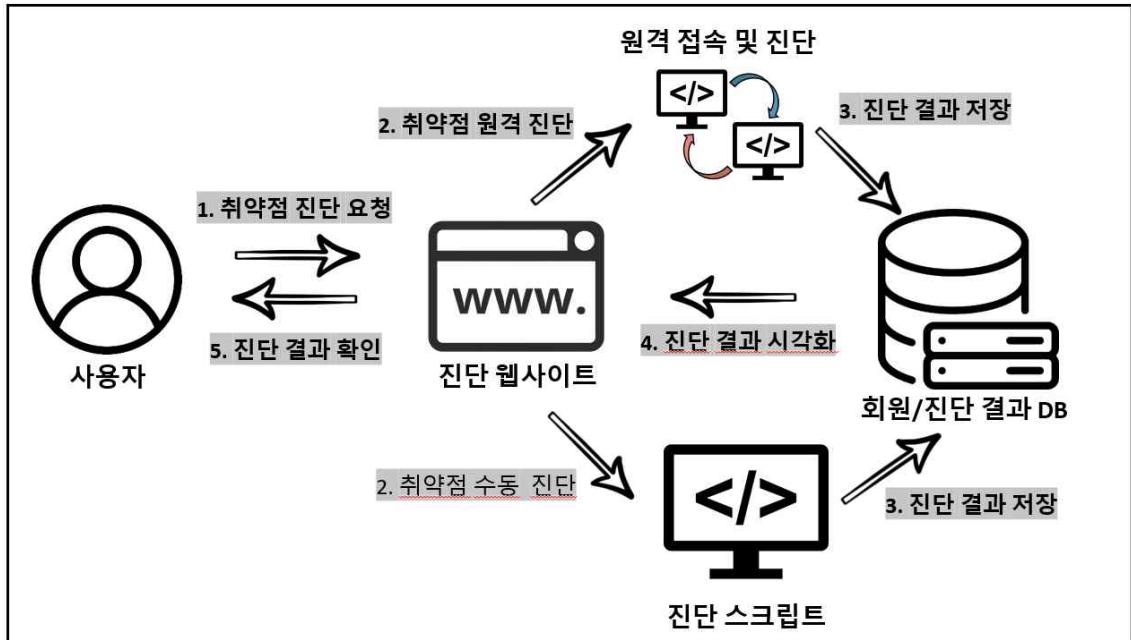 원격 접속 및 진단
</>
</>
2. 취약점 원격 진단
3. 진단 결과 저장
1. 취약점 진단 요청
www.
5. 진단 결과 확인
4. 진단 결과 시각화
사용자
진단 웹사이트
회원/진단 결과 DB
2. 취약점 수동 진단
</>
3. 진단 결과 저장
진단 스크립트